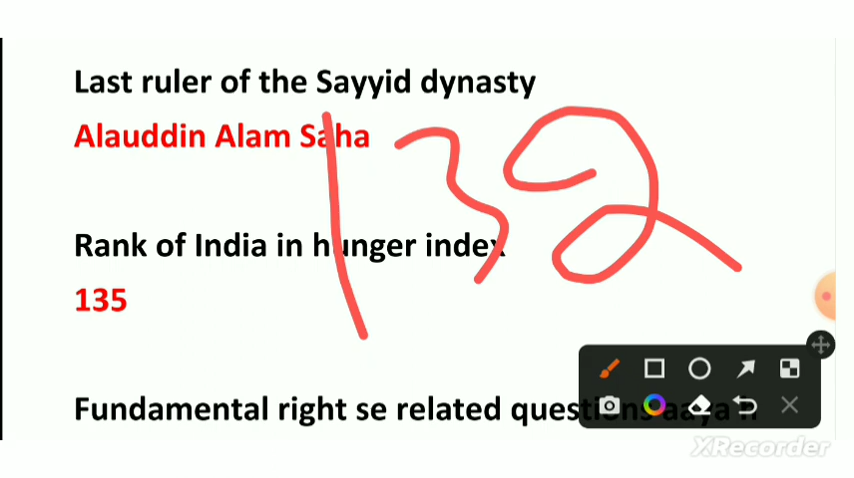 Last ruler of the Sayyid dynasty
Alauddin Alam Saha
132
Rank of India in hunger index
135
Fundamental right se related questions aaya h
XRecorder